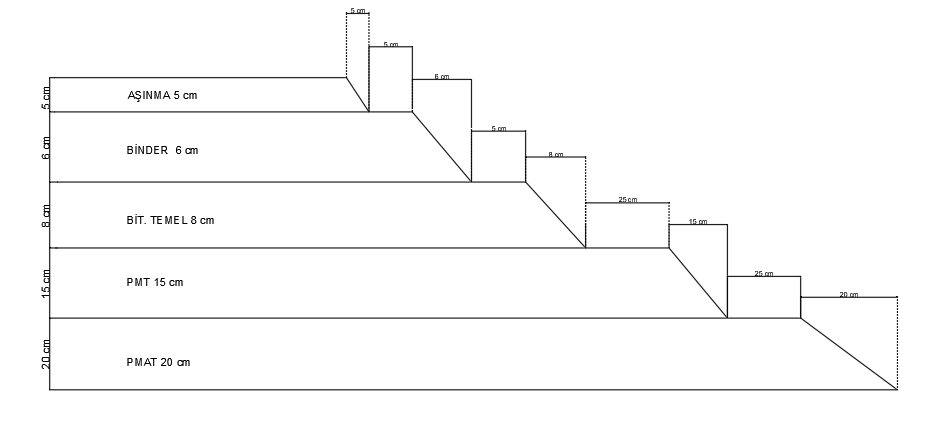 5 cm
5 cm
6 cm
5 cm
8 cm
25 cm
15 cm
25 cm
20 cm
5 cm
AŞINMA 5 cm
6 cm
BİNDER 6 cm
8 cm
BİT. TEMEL 8 cm
15 cm
PMT 15 cm
20 cm
PMAT 20 cm